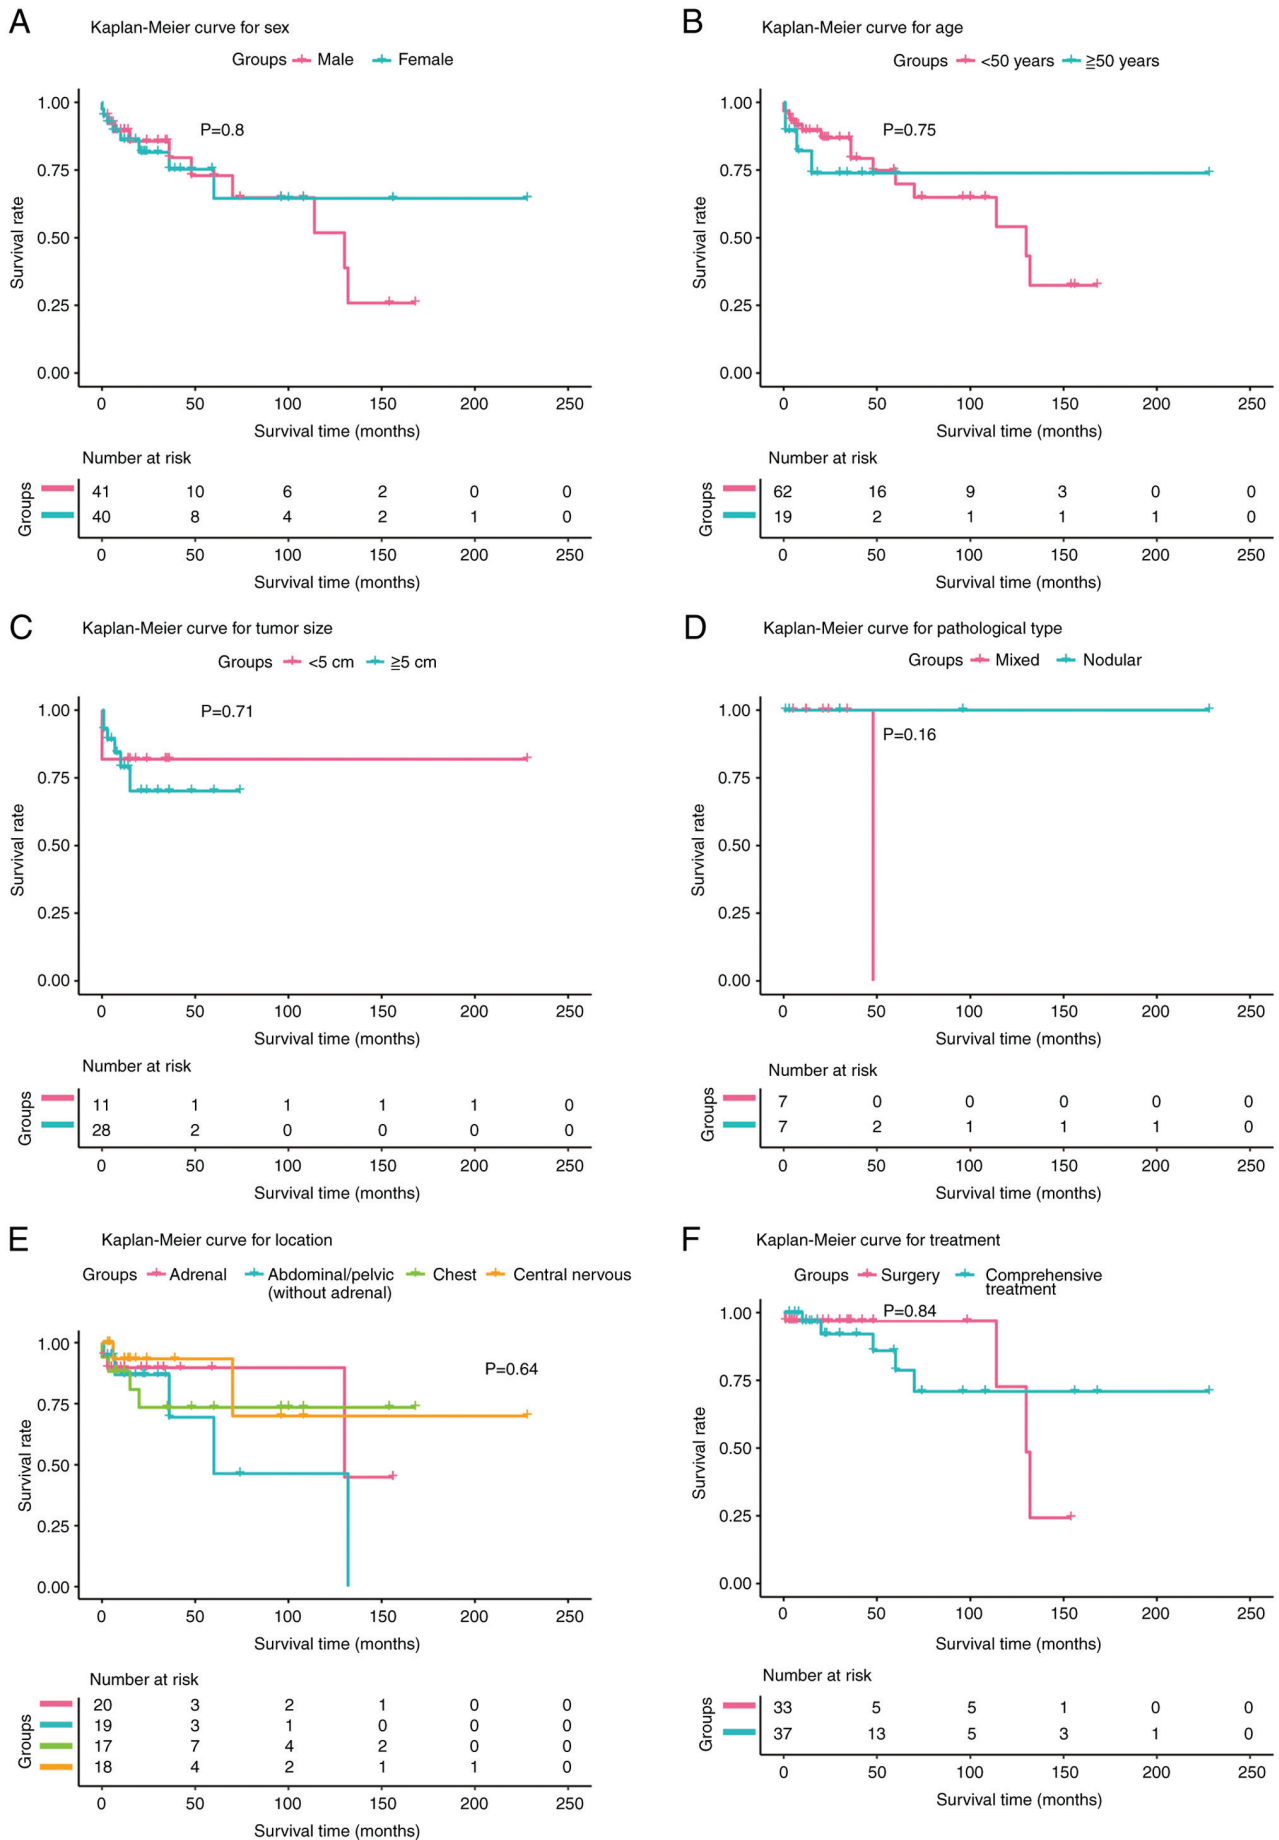 A
Kaplan-Meier curve for sex
Groups Male Female
P=0.8
1.00
0.75
0.50
0.25
0.00
Survival rate
0 50 100 150 200 250
Survival time (months)
Number at risk
Groups
41 10 6 2 0 0
40 8 4 2 1 0
0 50 100 150 200 250
Survival time (months)
B
Kaplan-Meier curve for age
Groups <50 years ≧50 years
P=0.75
1.00
0.75
0.50
0.25
0.00
Survival rate
0 50 100 150 200 250
Survival time (months)
Number at risk
Groups
62 16 9 3 0 0
19 2 1 1 1 0
0 50 100 150 200 250
Survival time (months)
C
Kaplan-Meier curve for tumor size
Groups <5 cm ≧5 cm
P=0.71
1.00
0.75
0.50
0.25
0.00
Survival rate
0 50 100 150 200 250
Survival time (months)
Number at risk
Groups
11 1 1 1 1 0
28 2 0 0 0 0
0 50 100 150 200 250
Survival time (months)
D
Kaplan-Meier curve for pathological type
Groups Mixed Nodular
P=0.16
1.00
0.75
0.50
0.25
0.00
Survival rate
0 50 100 150 200 250
Survival time (months)
Number at risk
Groups
7 0 0 0 0 0
7 2 1 1 1 0
0 50 100 150 200 250
Survival time (months)
E
Kaplan-Meier curve for location
Groups Adrenal Abdominal/pelvic Chest Central nervous
(without adrenal)
P=0.64
1.00
0.75
0.50
0.25
0.00
Survival rate
0 50 100 150 200 250
Survival time (months)
Number at risk
Groups
20 3 2 1 0 0
19 3 1 0 0 0
17 7 4 2 0 0
18 4 2 1 1 0
0 50 100 150 200 250
Survival time (months)
F
Kaplan-Meier curve for treatment
Groups Surgery Comprehensive
treatment
P=0.84
1.00
0.75
0.50
0.25
0.00
Survival rate
0 50 100 150 200 250
Survival time (months)
Number at risk
Groups
33 5 5 1 0 0
37 13 5 3 1 0
0 50 100 150 200 250
Survival time (months)